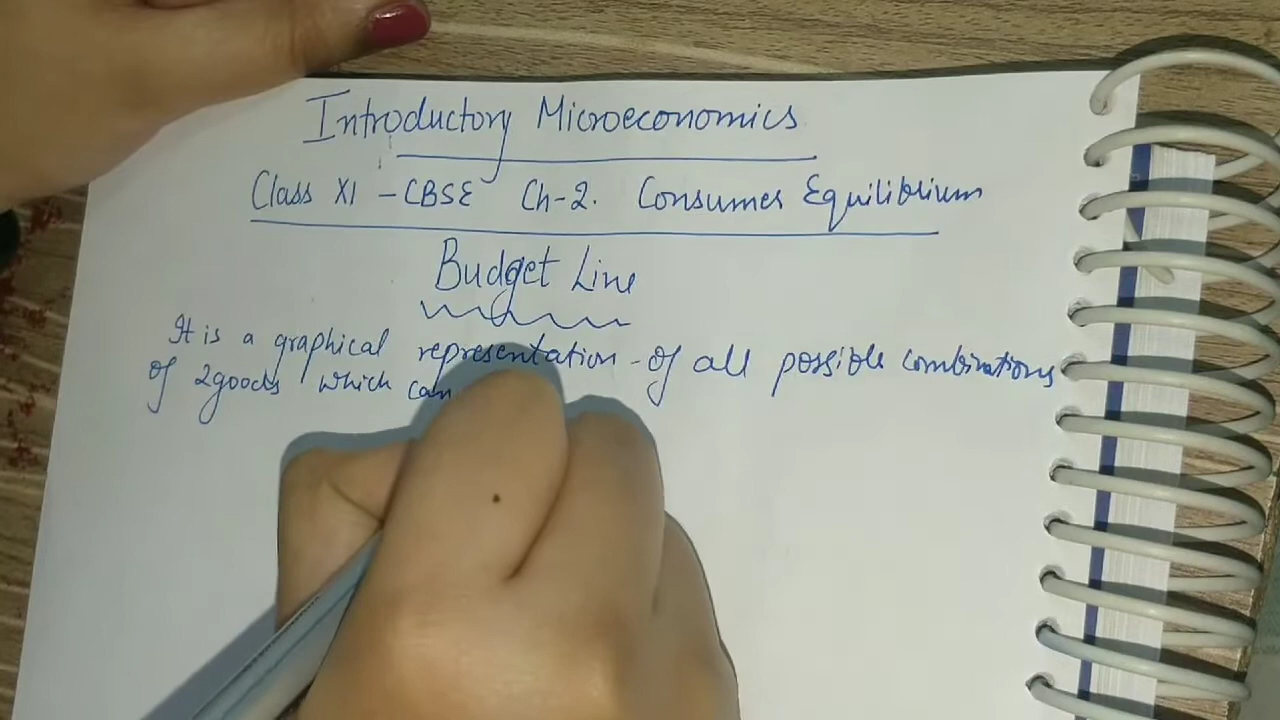 Introductory Microeconomics
Class XI - CBSE Ch-2. Consumer Equilibrium
Budget Line
It is a graphical representation - of all possible combinations
of 2goods which can